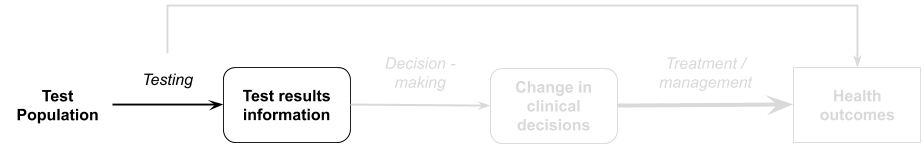 Testing
Decision -
making
Treatment /
management
Test
Population
Test results
information
Change in
clinical
decisions
Health
outcomes